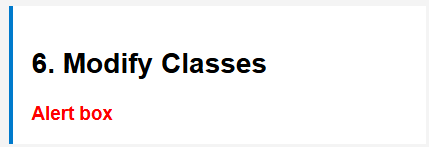 6. Modify Classes
Alert box